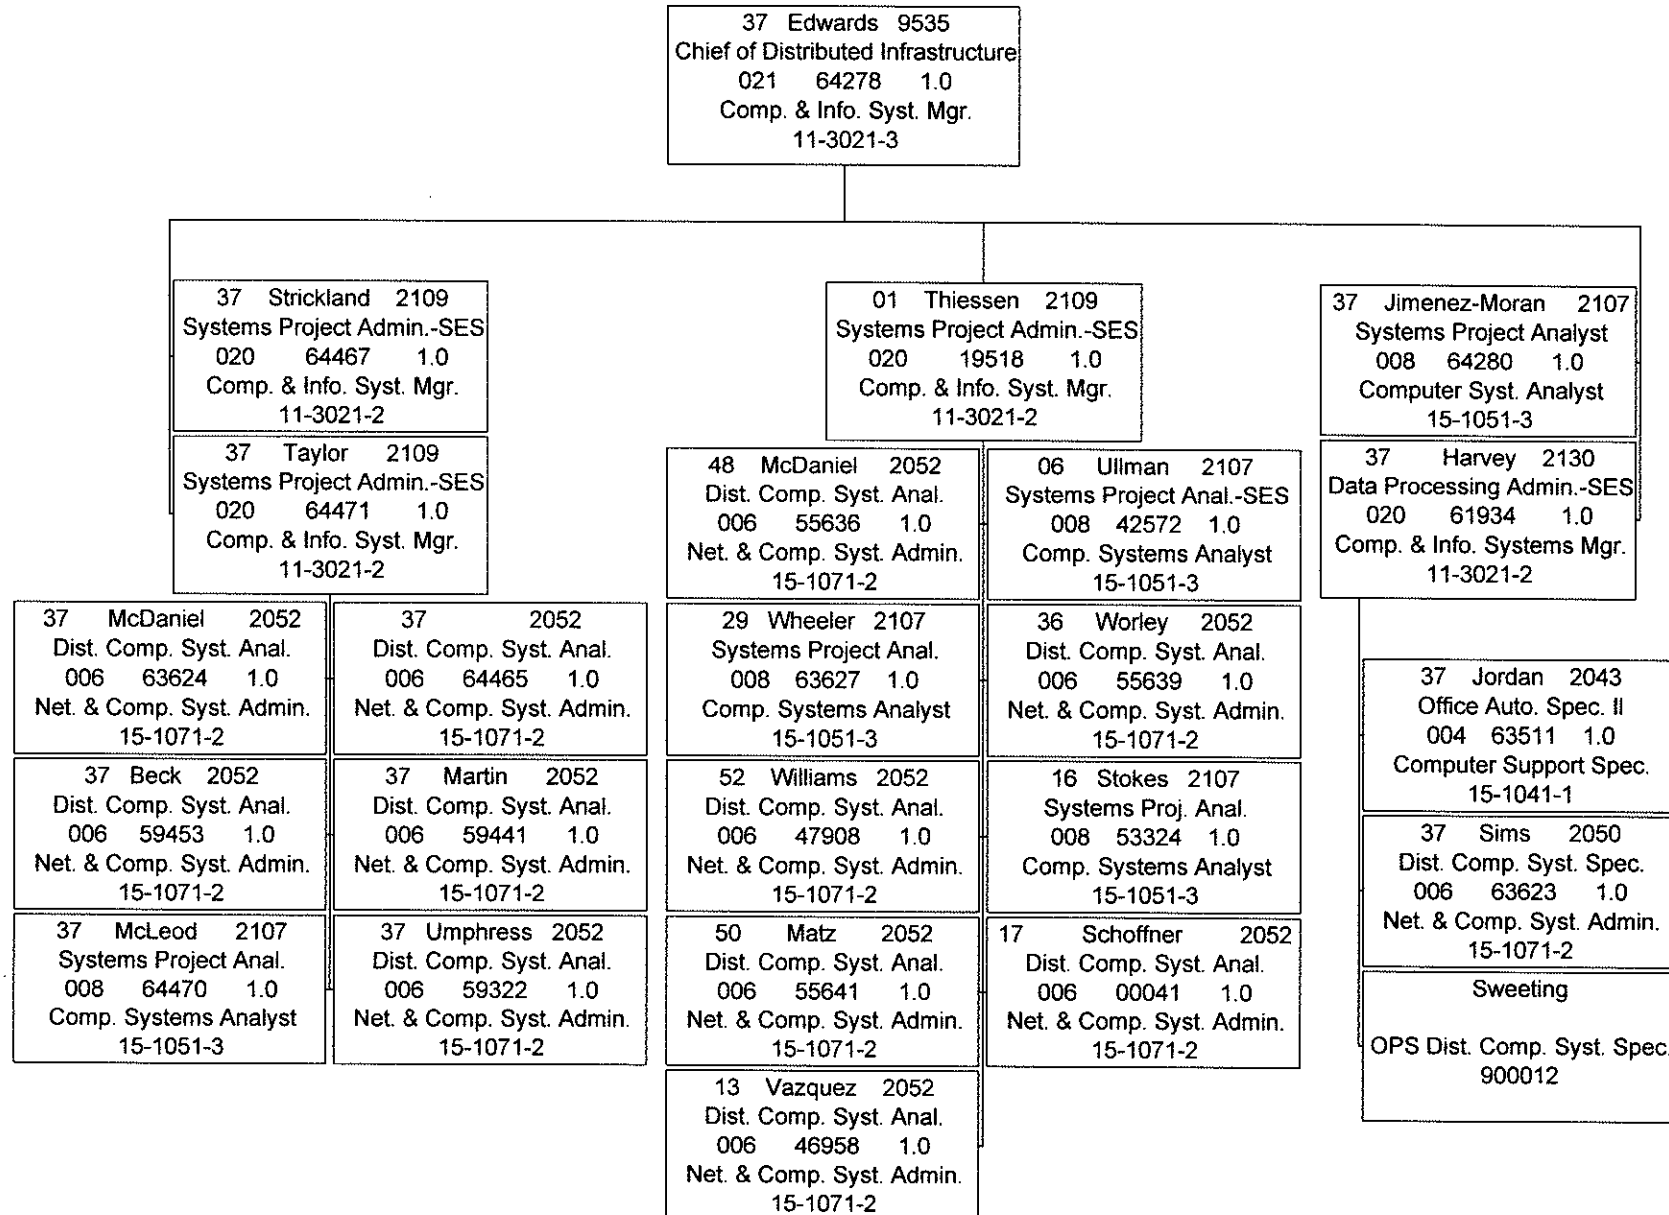 37 Edwards 9535
Chief of Distributed Infrastructure
021 64278 1.0
Comp. & Info. Syst. Mgr.
11-3021-3
37 Strickland 2109
Systems Project Admin.-SES
020 64467 1.0
Comp. & Info. Syst. Mgr.
11-3021-2
37 Taylor 2109
Systems Project Admin.-SES
020 64471 1.0
Comp. & Info. Syst. Mgr.
11-3021-2
37 McDaniel 2052
Dist. Comp. Syst. Anal.
006 63624 1.0
Net. & Comp. Syst. Admin.
15-1071-2
37 2052
Dist. Comp. Syst. Anal.
006 64465 1.0
Net. & Comp. Syst. Admin.
15-1071-2
37 Beck 2052
Dist. Comp. Syst. Anal.
006 59453 1.0
Net. & Comp. Syst. Admin.
15-1071-2
37 Martin 2052
Dist. Comp. Syst. Anal.
006 59441 1.0
Net. & Comp. Syst. Admin.
15-1071-2
37 McLeod 2107
Systems Project Anal.
008 64470 1.0
Comp. Systems Analyst
15-1051-3
37 Umphress 2052
Dist. Comp. Syst. Anal.
006 59322 1.0
Net. & Comp. Syst. Admin.
15-1071-2
01 Thiessen 2109
Systems Project Admin.-SES
020 19518 1.0
Comp. & Info. Syst. Mgr.
11-3021-2
48 McDaniel 2052
Dist. Comp. Syst. Anal.
006 55636 1.0
Net. & Comp. Syst. Admin.
15-1071-2
06 Ullman 2107
Systems Project Anal.-SES
008 42572 1.0
Comp. Systems Analyst
15-1051-3
29 Wheeler 2107
Systems Project Anal.
008 63627 1.0
Comp. Systems Analyst
15-1051-3
36 Worley 2052
Dist. Comp. Syst. Anal.
006 55639 1.0
Net. & Comp. Syst. Admin.
15-1071-2
52 Williams 2052
Dist. Comp. Syst. Anal.
006 47908 1.0
Net. & Comp. Syst. Admin.
15-1071-2
16 Stokes 2107
Systems Proj. Anal.
008 53324 1.0
Comp. Systems Analyst
15-1051-3
50 Matz 2052
Dist. Comp. Syst. Anal.
006 55641 1.0
Net. & Comp. Syst. Admin.
15-1071-2
17 Schoffner 2052
Dist. Comp. Syst. Anal.
006 00041 1.0
Net. & Comp. Syst. Admin.
15-1071-2
13 Vazquez 2052
Dist. Comp. Syst. Anal.
006 46958 1.0
Net. & Comp. Syst. Admin.
15-1071-2
37 Jimenez-Moran 2107
Systems Project Analyst
008 64280 1.0
Computer Syst. Analyst
15-1051-3
37 Harvey 2130
Data Processing Admin.-SES
020 61934 1.0
Comp. & Info. Systems Mgr.
11-3021-2
37 Jordan 2043
Office Auto. Spec. II
004 63511 1.0
Computer Support Spec.
15-1041-1
37 Sims 2050
Dist. Comp. Syst. Spec.
006 63623 1.0
Net. & Comp. Syst. Admin.
15-1071-2
Sweeting
OPS Dist. Comp. Syst. Spec.
900012